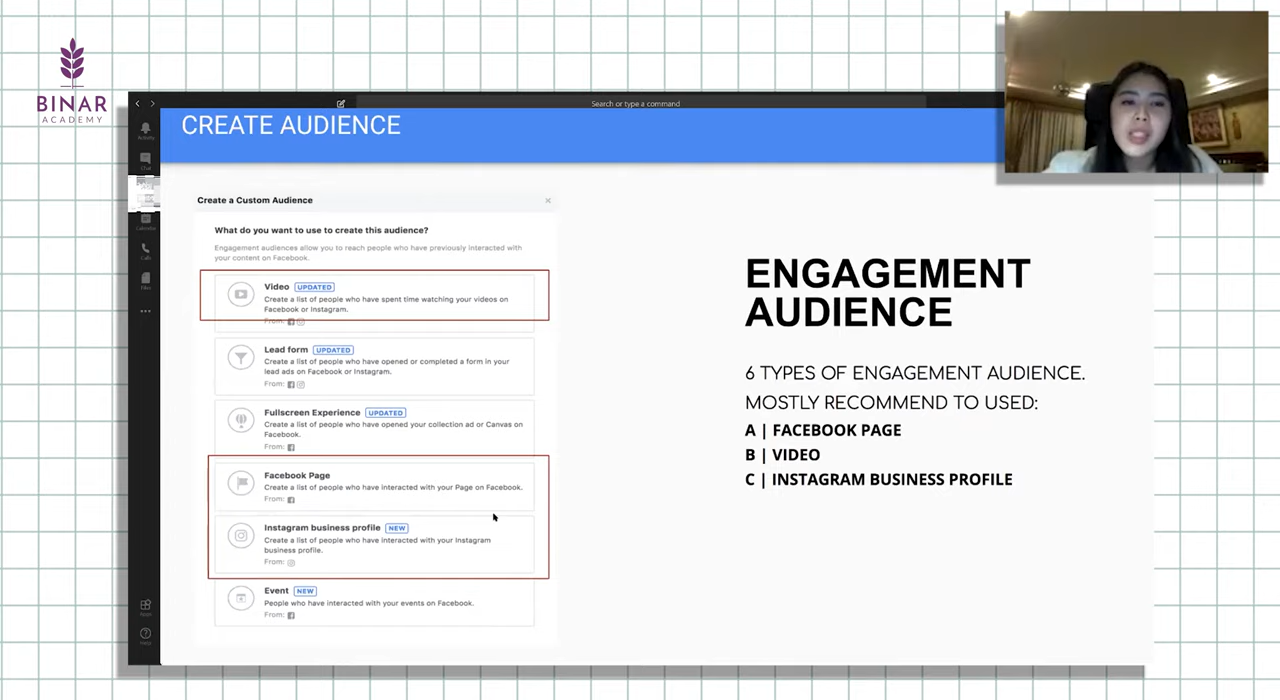 BINAR
ACADEMY
Search or type a command
Activity
Chat
Calendar
Calls
Files
Apps
Help
CREATE AUDIENCE
Create a Custom Audience
What do you want to use to create this audience?
Engagement audiences allow you to reach people who have previously interacted with
your content on Facebook.
Video UPDATED
Create a list of people who have spent time watching your videos on
Facebook or Instagram.
From:
Lead form UPDATED
Create a list of people who have opened or completed a form in your
lead ads on Facebook or Instagram.
From:
Fullscreen Experience UPDATED
Create a list of people who have opened your collection ad or Canvas on
Facebook.
From:
Facebook Page
Create a list of people who have interacted with your Page on Facebook.
From:
Instagram business profile NEW
Create a list of people who have interacted with your Instagram
business profile.
From:
Event NEW
People who have interacted with your events on Facebook.
From:
ENGAGEMENT
AUDIENCE
6 TYPES OF ENGAGEMENT AUDIENCE.
MOSTLY RECOMMEND TO USED:
A | FACEBOOK PAGE
B | VIDEO
C | INSTAGRAM BUSINESS PROFILE